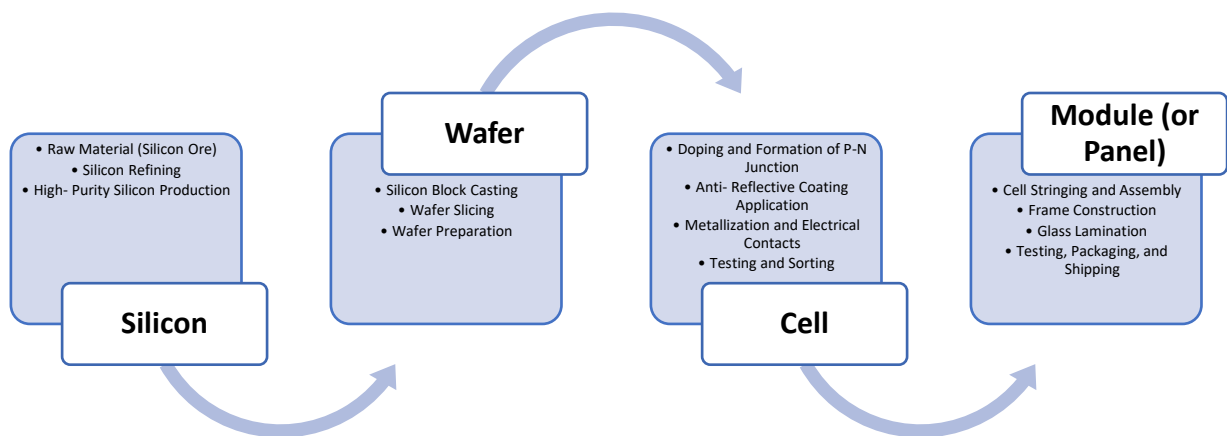 • Raw Material (Silicon Ore)
• Silicon Refining
• High- Purity Silicon Production
Silicon
Wafer
• Silicon Block Casting
• Wafer Slicing
• Wafer Preparation
• Doping and Formation of P-N
Junction
• Anti- Reflective Coating
Application
• Metallization and Electrical
Contacts
• Testing and Sorting
Cell
Module (or
Panel)
• Cell Stringing and Assembly
• Frame Construction
• Glass Lamination
• Testing, Packaging, and
Shipping